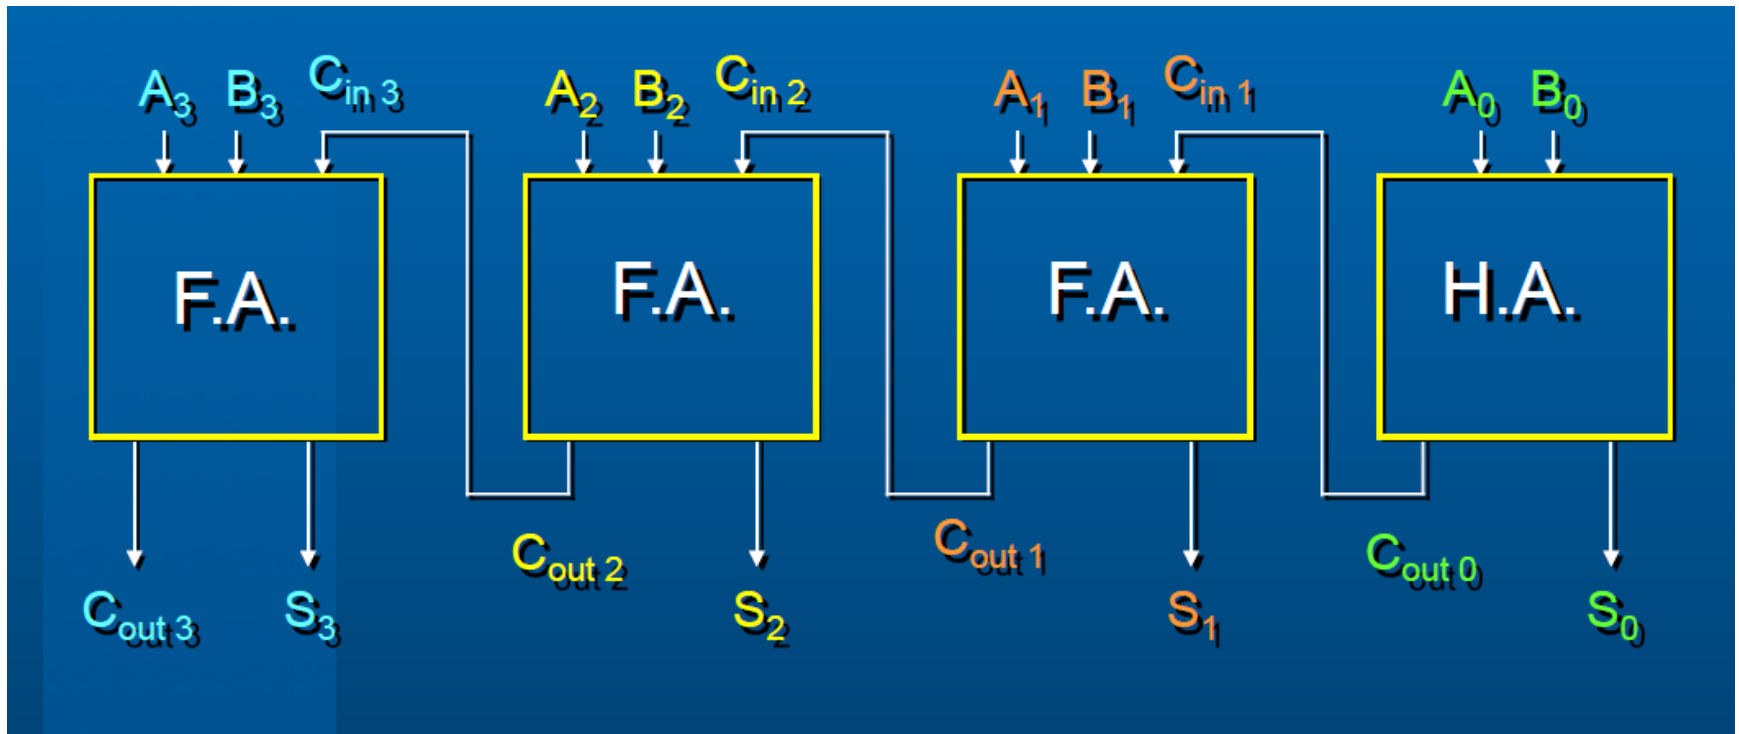 A3 B3 Cin 3 A2 B2 Cin 2 A1 B1 Cin 1 A0 B0
F.A. F.A. F.A. H.A.
Cout 2 Cout 1 Cout 0
Cout 3 S3 S2 S1 S0